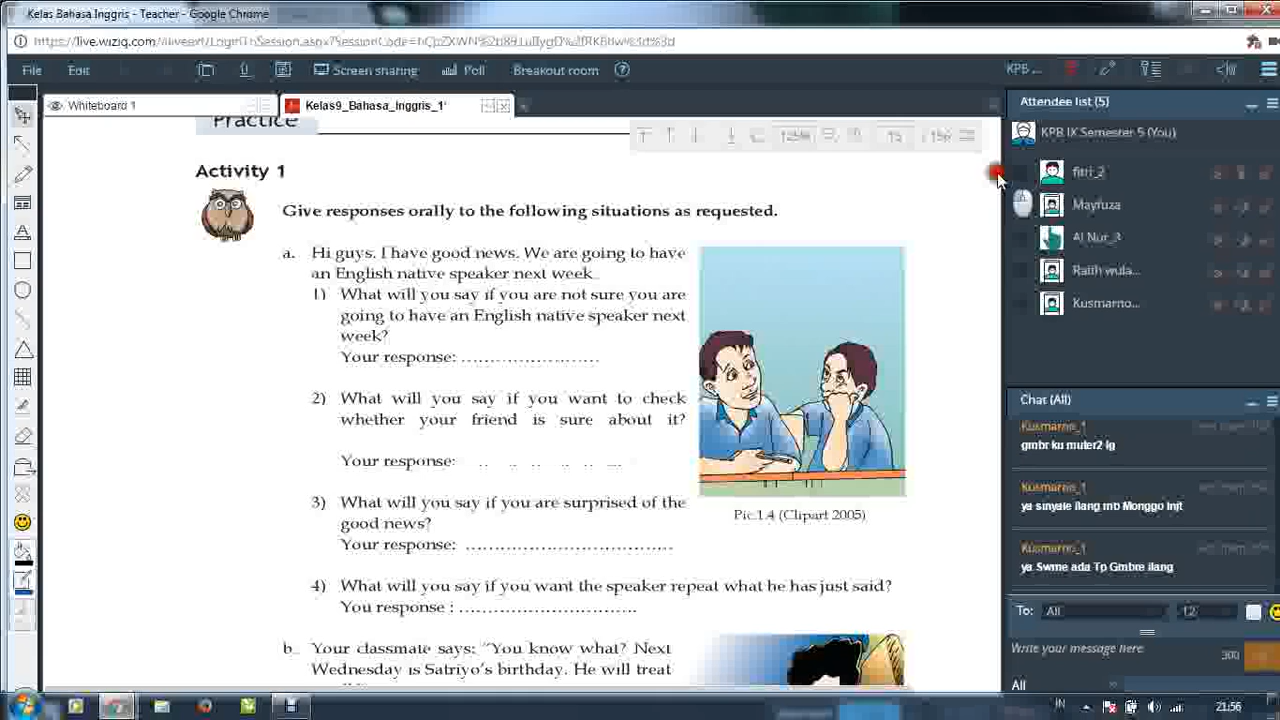 Kelas Bahasa Inggris - Teacher - Google Chrome
File Edit Screen sharing Poll Breakout room KPB ...
Whiteboard 1 Kelas9_Bahasa_Inggris_1
Practice
Activity 1
Give responses orally to the following situations as requested.
a. Hi guys. I have good news. We are going to have
an English native speaker next week
1) What will you say if you are not sure you are
going to have an English native speaker next
week?
Your response: ........................
2) What will you say if you want to check
whether your friend is sure about it?
Your response:
3) What will you say if you are surprised of the
good news?
Your response: ....................................
4) What will you say if you want the speaker repeat what he has just said?
You response : ..............................
Pic.1.4 (Clipart 2005)
b. Your classmate says: "You know what? Next
Wednesday is Satriyo's birthday. He will treat
Attendee list (5)
KPB IX Semester 5 (You)
fitri_2
Mayruza
Al Nur_3
Ratih wula...
Kusmarno...
Chat (All)
Kusmarno_1
gmbr ku muter2 lg
Kusmarno_1
ya sinyale ilang mb Monggo lnjt
Kusmarno_1
ya Swrne ada Tp Gmbre ilang
To: All 12
Write your message here
300
All
IN 21:56